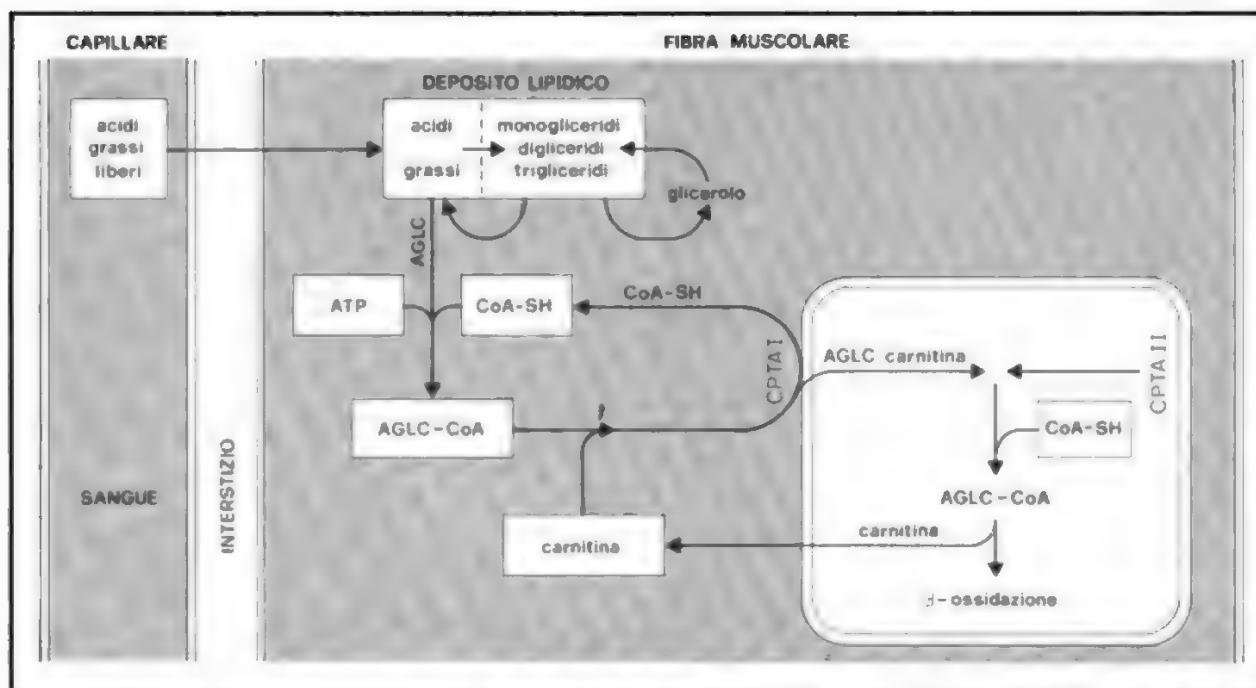 CAPILLARE
FIBRA MUSCOLARE
DEPOSITO LIPIDICO
acidi
grassi
liberi
acidi
grassi
monogliceridi
digliceridi
trigliceridi
glicerolo
AGLC
ATP
CoA-SH
CoA-SH
CPTA I
AGLC carnitina
CPTA II
AGLC-CoA
CoA-SH
SANGUE
INTERSTIZIO
AGLC-CoA
carnitina
carnitina
-ossidazione